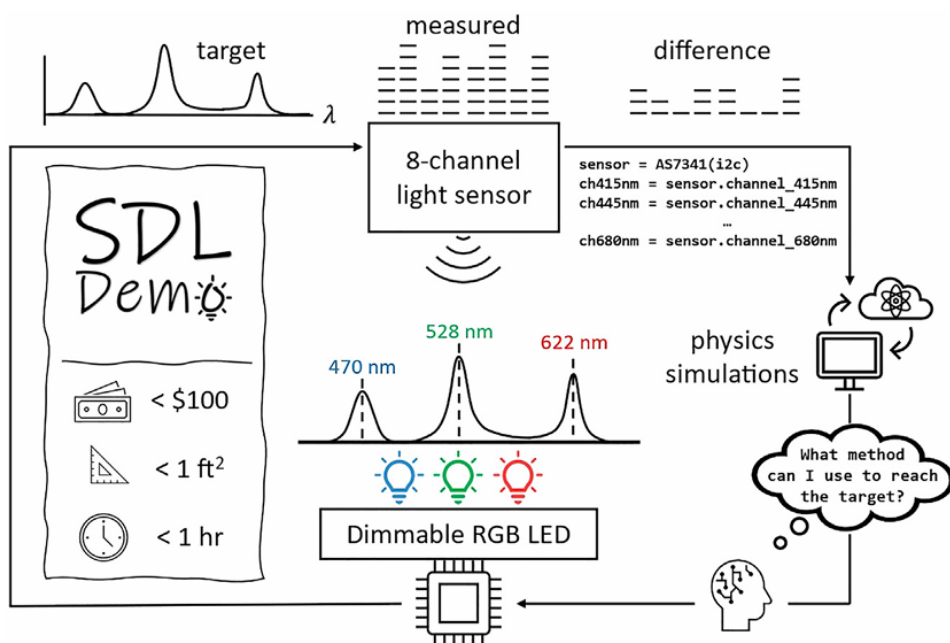 target
λ
measured
difference
8-channel
light sensor
sensor = AS7341(i2c)
ch415nm = sensor.channel_415nm
ch445nm = sensor.channel_445nm
…
ch680nm = sensor.channel_680nm
SDL
Demo
< $100
< 1 ft²
< 1 hr
470 nm
528 nm
622 nm
Dimmable RGB LED
physics
simulations
What method
can I use to reach
the target?